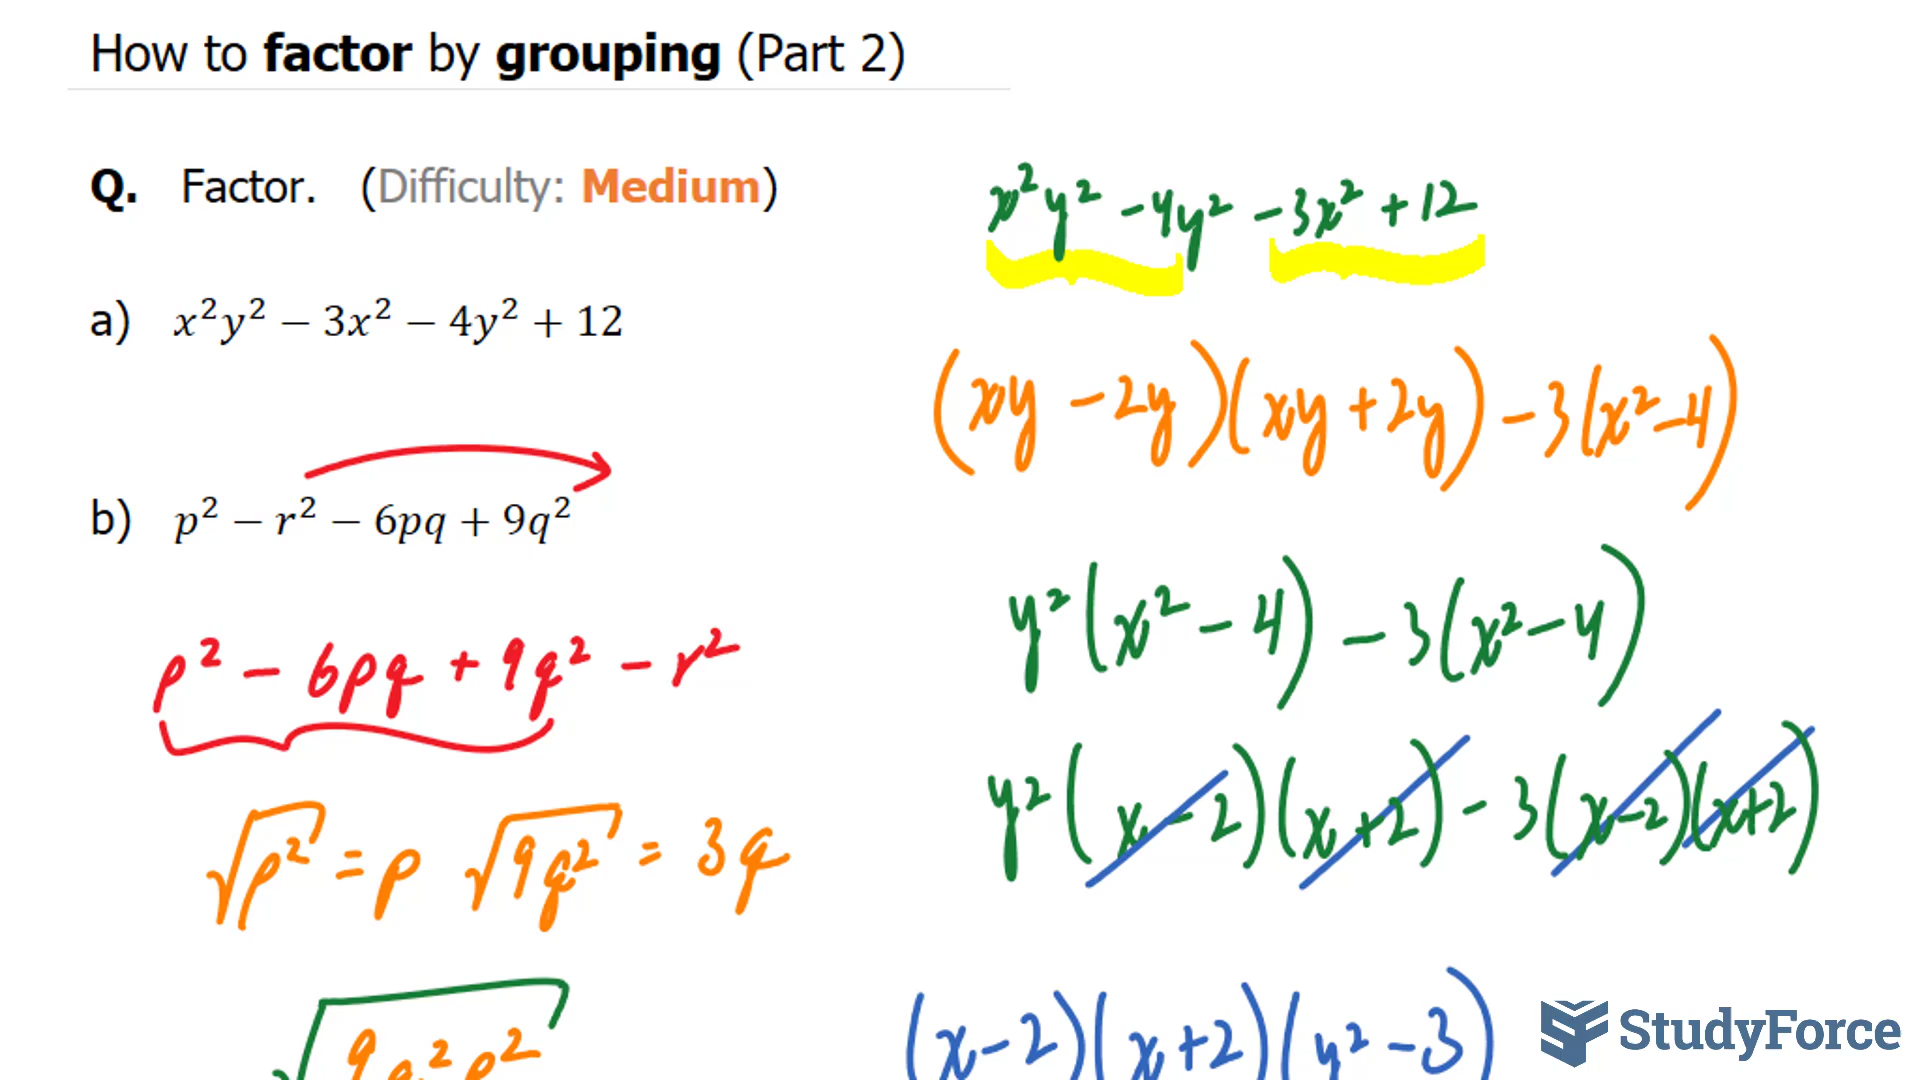 How to factor by grouping (Part 2)
Q. Factor. (Difficulty: Medium)
a) x²y² − 3x² − 4y² + 12
b) p² − r² − 6pq + 9q²
p² − 6pq + 9q² − r²
√p² = p √9q² = 3q
√9q²p²
x²y² − 4y² − 3x² + 12
(xy − 2y)(xy + 2y) − 3(x² − 4)
y²(x² − 4) − 3(x² − 4)
y²(x − 2)(x + 2) − 3(x − 2)(x + 2)
(x − 2)(x + 2)(y² − 3)
StudyForce